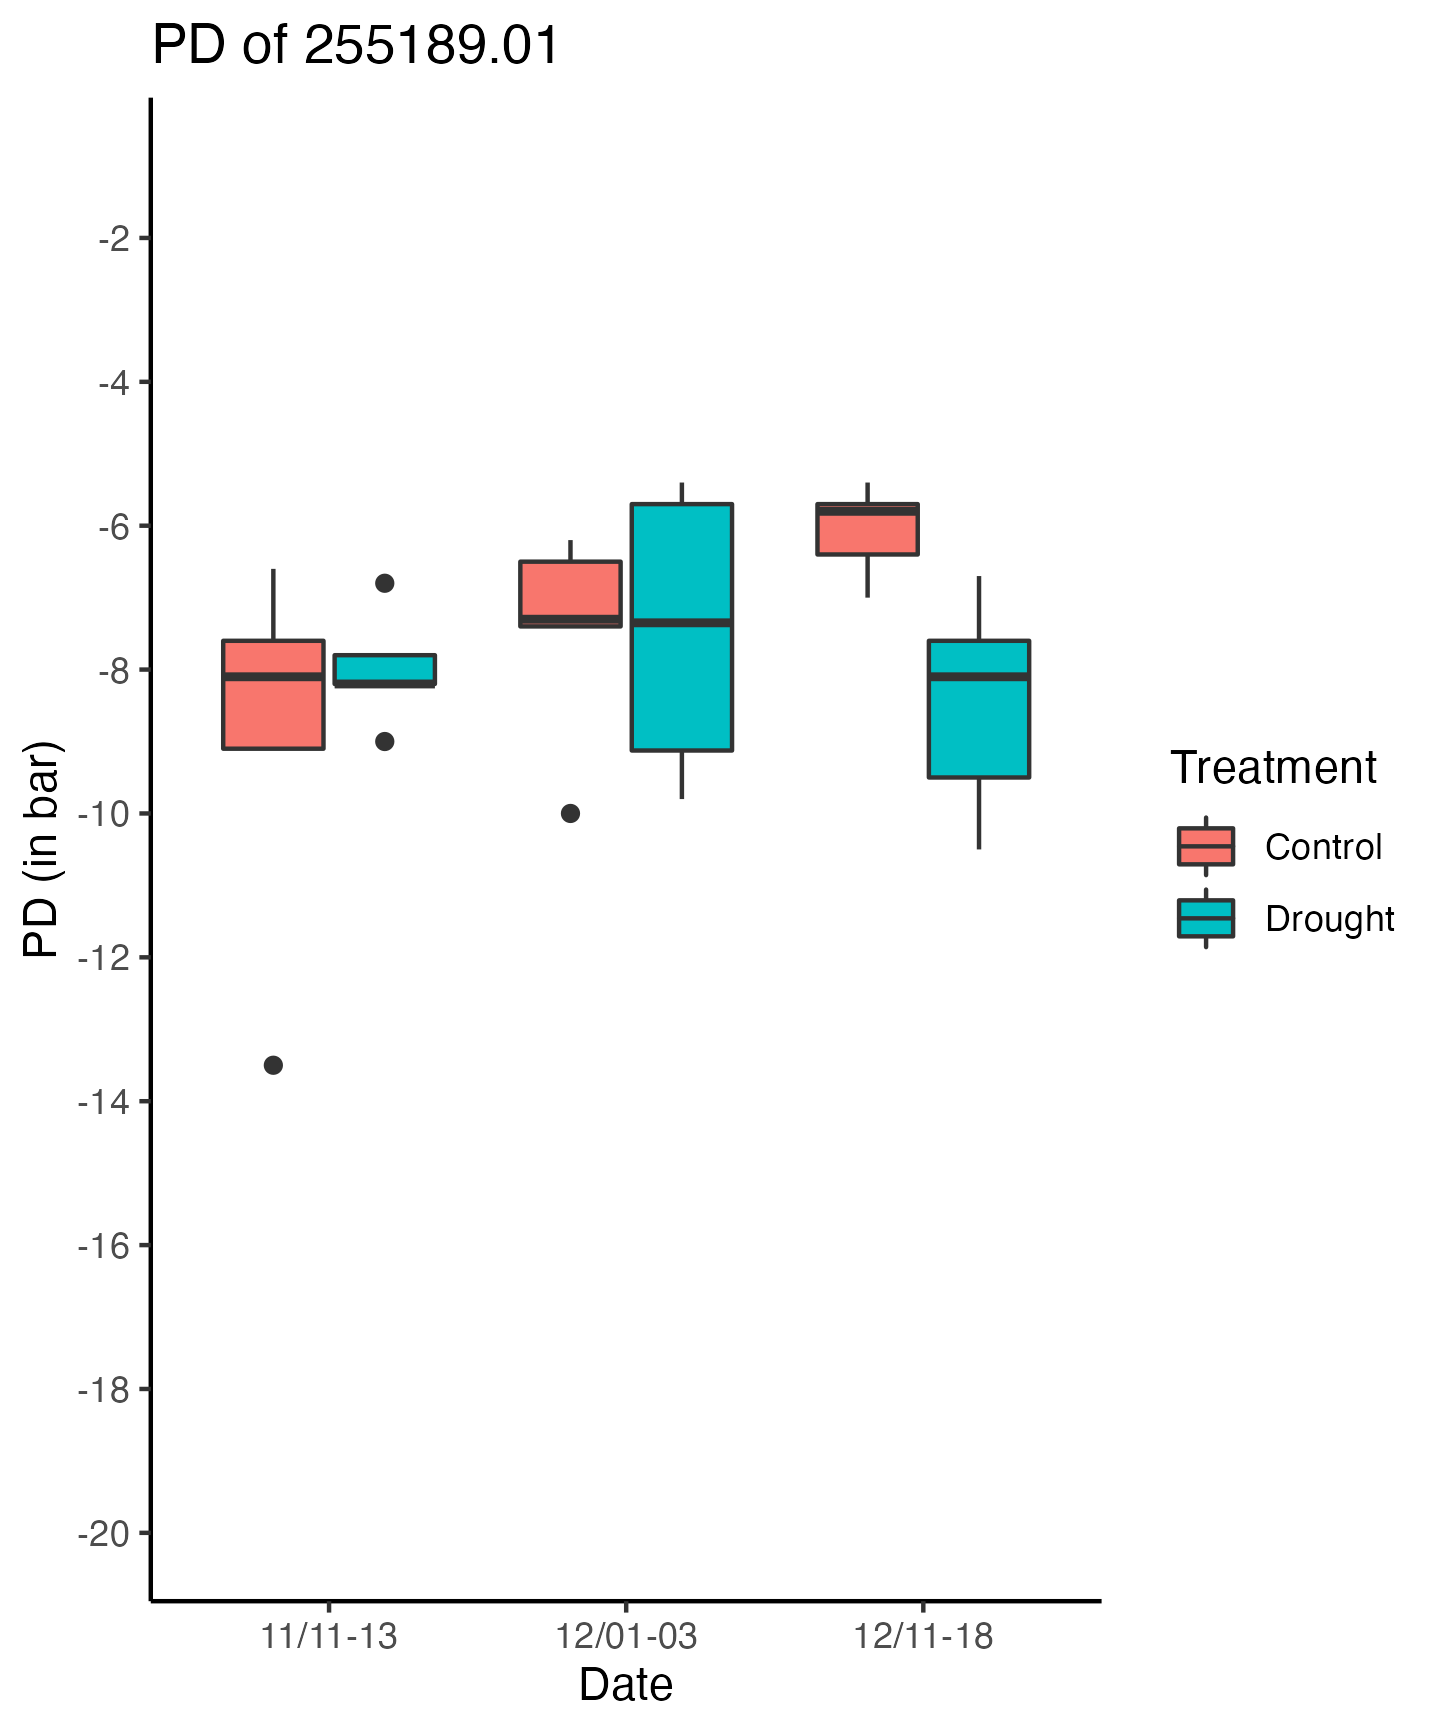 PD of 255189.01
-2
-4
-6
-8
-10
-12
-14
-16
-18
-20
PD (in bar)
11/11-13
12/01-03
12/11-18
Date
Treatment
Control
Drought